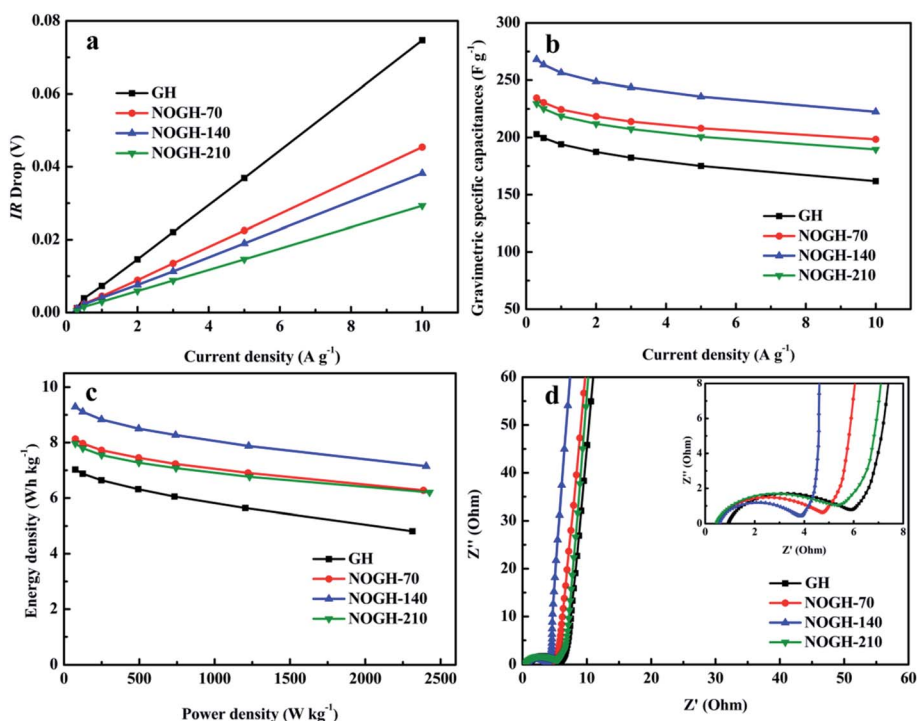 a
0.08
0.06
0.04
0.02
0.00
IR Drop (V)
GH
NOGH-70
NOGH-140
NOGH-210
0 2 4 6 8 10
Current density (A g⁻¹)
b
300
250
200
150
100
50
Gravimetric specific capacitances (F g⁻¹)
GH
NOGH-70
NOGH-140
NOGH-210
0 2 4 6 8 10
Current density (A g⁻¹)
c
10
8
6
4
2
0
Energy density (Wh kg⁻¹)
GH
NOGH-70
NOGH-140
NOGH-210
0 500 1000 1500 2000 2500
Power density (W kg⁻¹)
d
60
50
40
30
20
10
0
Z'' (Ohm)
8
6
4
2
0
Z'' (Ohm)
0 2 4 6 8
Z' (Ohm)
GH
NOGH-70
NOGH-140
NOGH-210
0 10 20 30 40 50 60
Z' (Ohm)